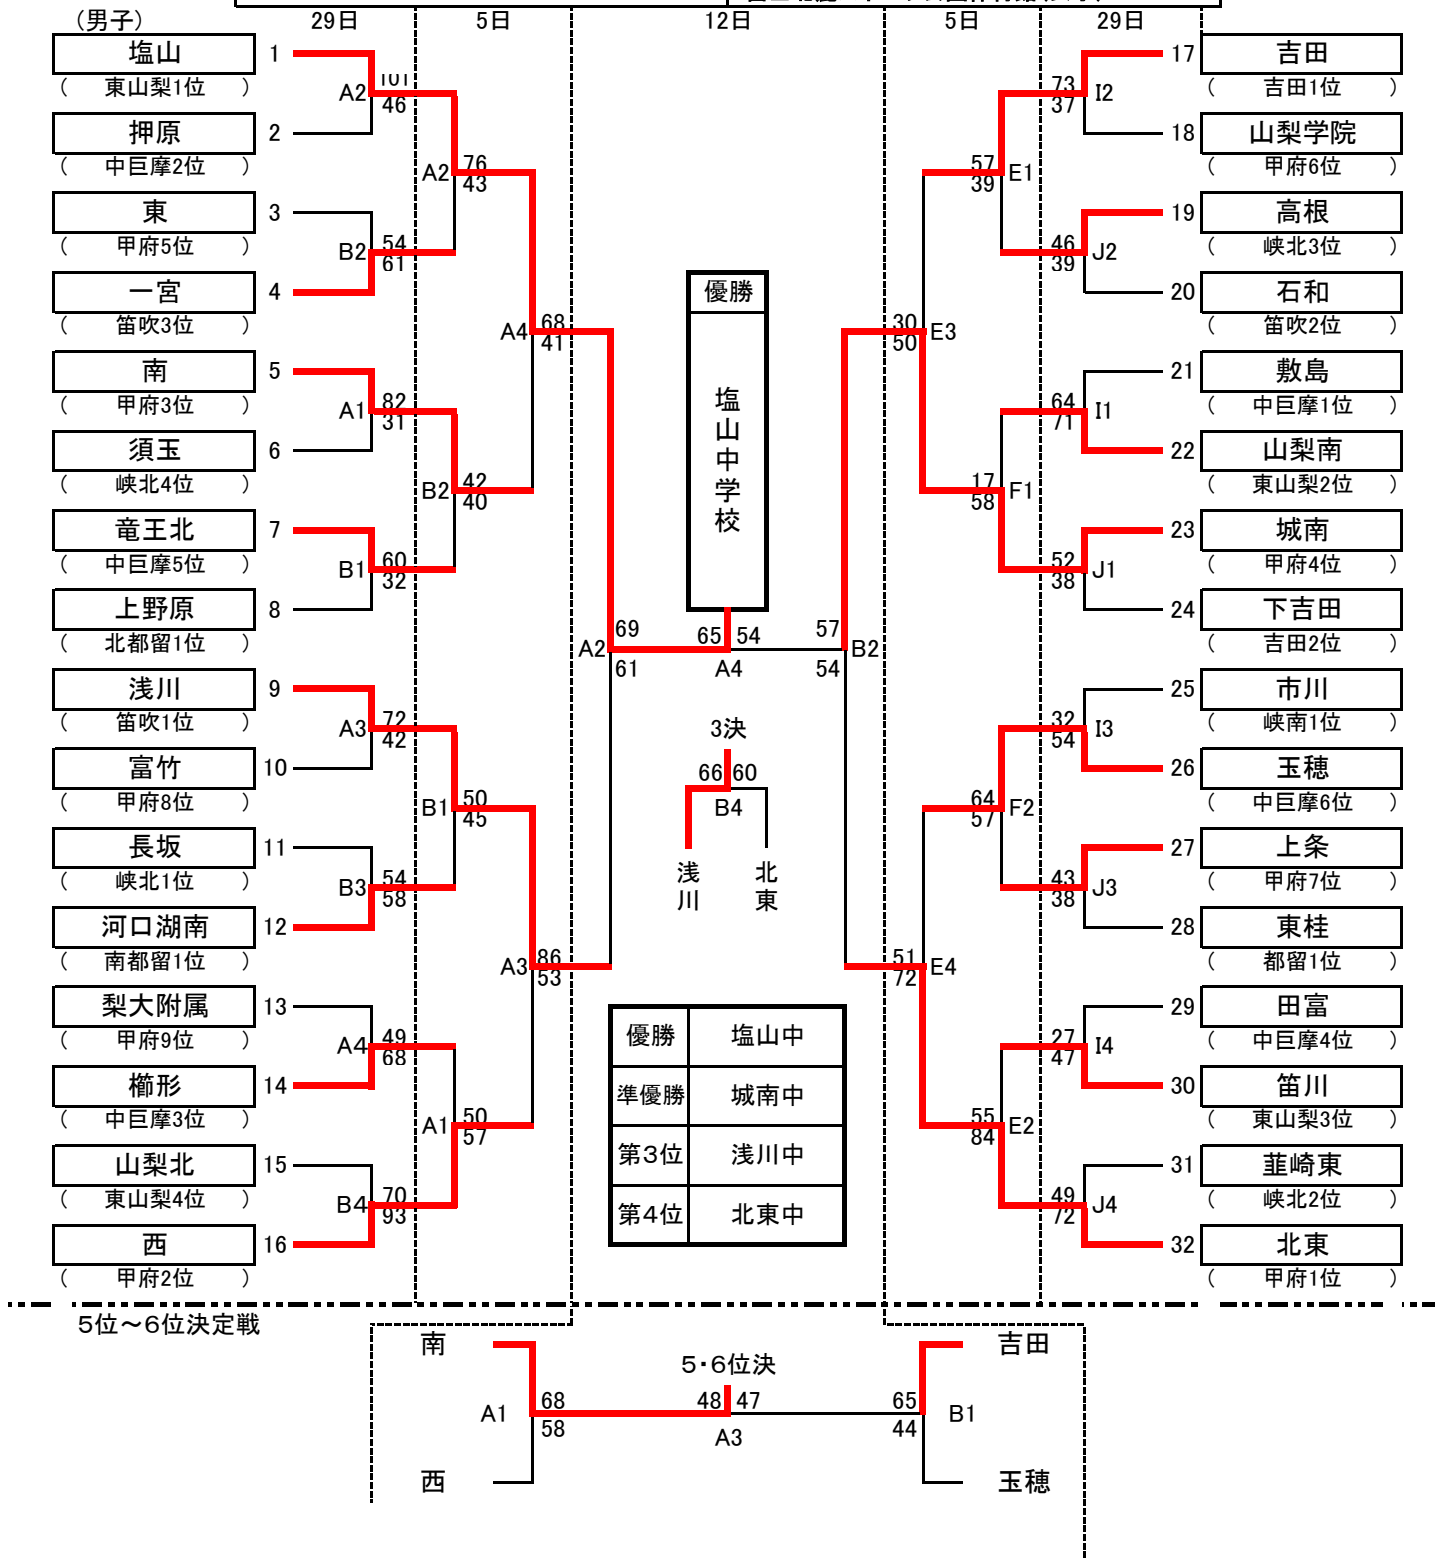 (男子)
29日 5日 12日 5日 29日
塩山 1
( 東山梨1位 )
A2 101 46
押原 2
( 中巨摩2位 )
A2 76 43
東 3
( 甲府5位 )
B2 54 61
一宮 4
( 笛吹3位 )
A4 68 41
南 5
( 甲府3位 )
A1 82 31
須玉 6
( 峡北4位 )
B2 42 40
竜王北 7
( 中巨摩5位 )
B1 60 32
上野原 8
( 北都留1位 )
A2 69 61
浅川 9
( 笛吹1位 )
A3 72 42
富竹 10
( 甲府8位 )
B1 50 45
長坂 11
( 峡北1位 )
B3 54 58
河口湖南 12
( 南都留1位 )
A3 86 53
梨大附属 13
( 甲府9位 )
A4 49 68
櫛形 14
( 中巨摩3位 )
A1 50 57
山梨北 15
( 東山梨4位 )
B4 70 93
西 16
( 甲府2位 )
優勝
塩山中学校
65 54
A4
3決
66 60
B4
浅川 北東
優勝 塩山中
準優勝 城南中
第3位 浅川中
第4位 北東中
17 吉田
( 吉田1位 )
73 37 I2
18 山梨学院
( 甲府6位 )
57 39 E1
19 高根
( 峡北3位 )
46 39 J2
20 石和
( 笛吹2位 )
30 50 E3
21 敷島
( 中巨摩1位 )
64 71 I1
22 山梨南
( 東山梨2位 )
17 58 F1
23 城南
( 甲府4位 )
52 38 J1
24 下吉田
( 吉田2位 )
57 54 B2
25 市川
( 峡南1位 )
32 54 I3
26 玉穂
( 中巨摩6位 )
64 57 F2
27 上条
( 甲府7位 )
43 38 J3
28 東桂
( 都留1位 )
51 72 E4
29 田富
( 中巨摩4位 )
27 47 I4
30 笛川
( 東山梨3位 )
55 84 E2
31 韮崎東
( 峡北2位 )
49 72 J4
32 北東
( 甲府1位 )
5位～6位決定戦
南 吉田
5・6位決
A1 68 58
48 47
A3
65 44 B1
西 玉穂